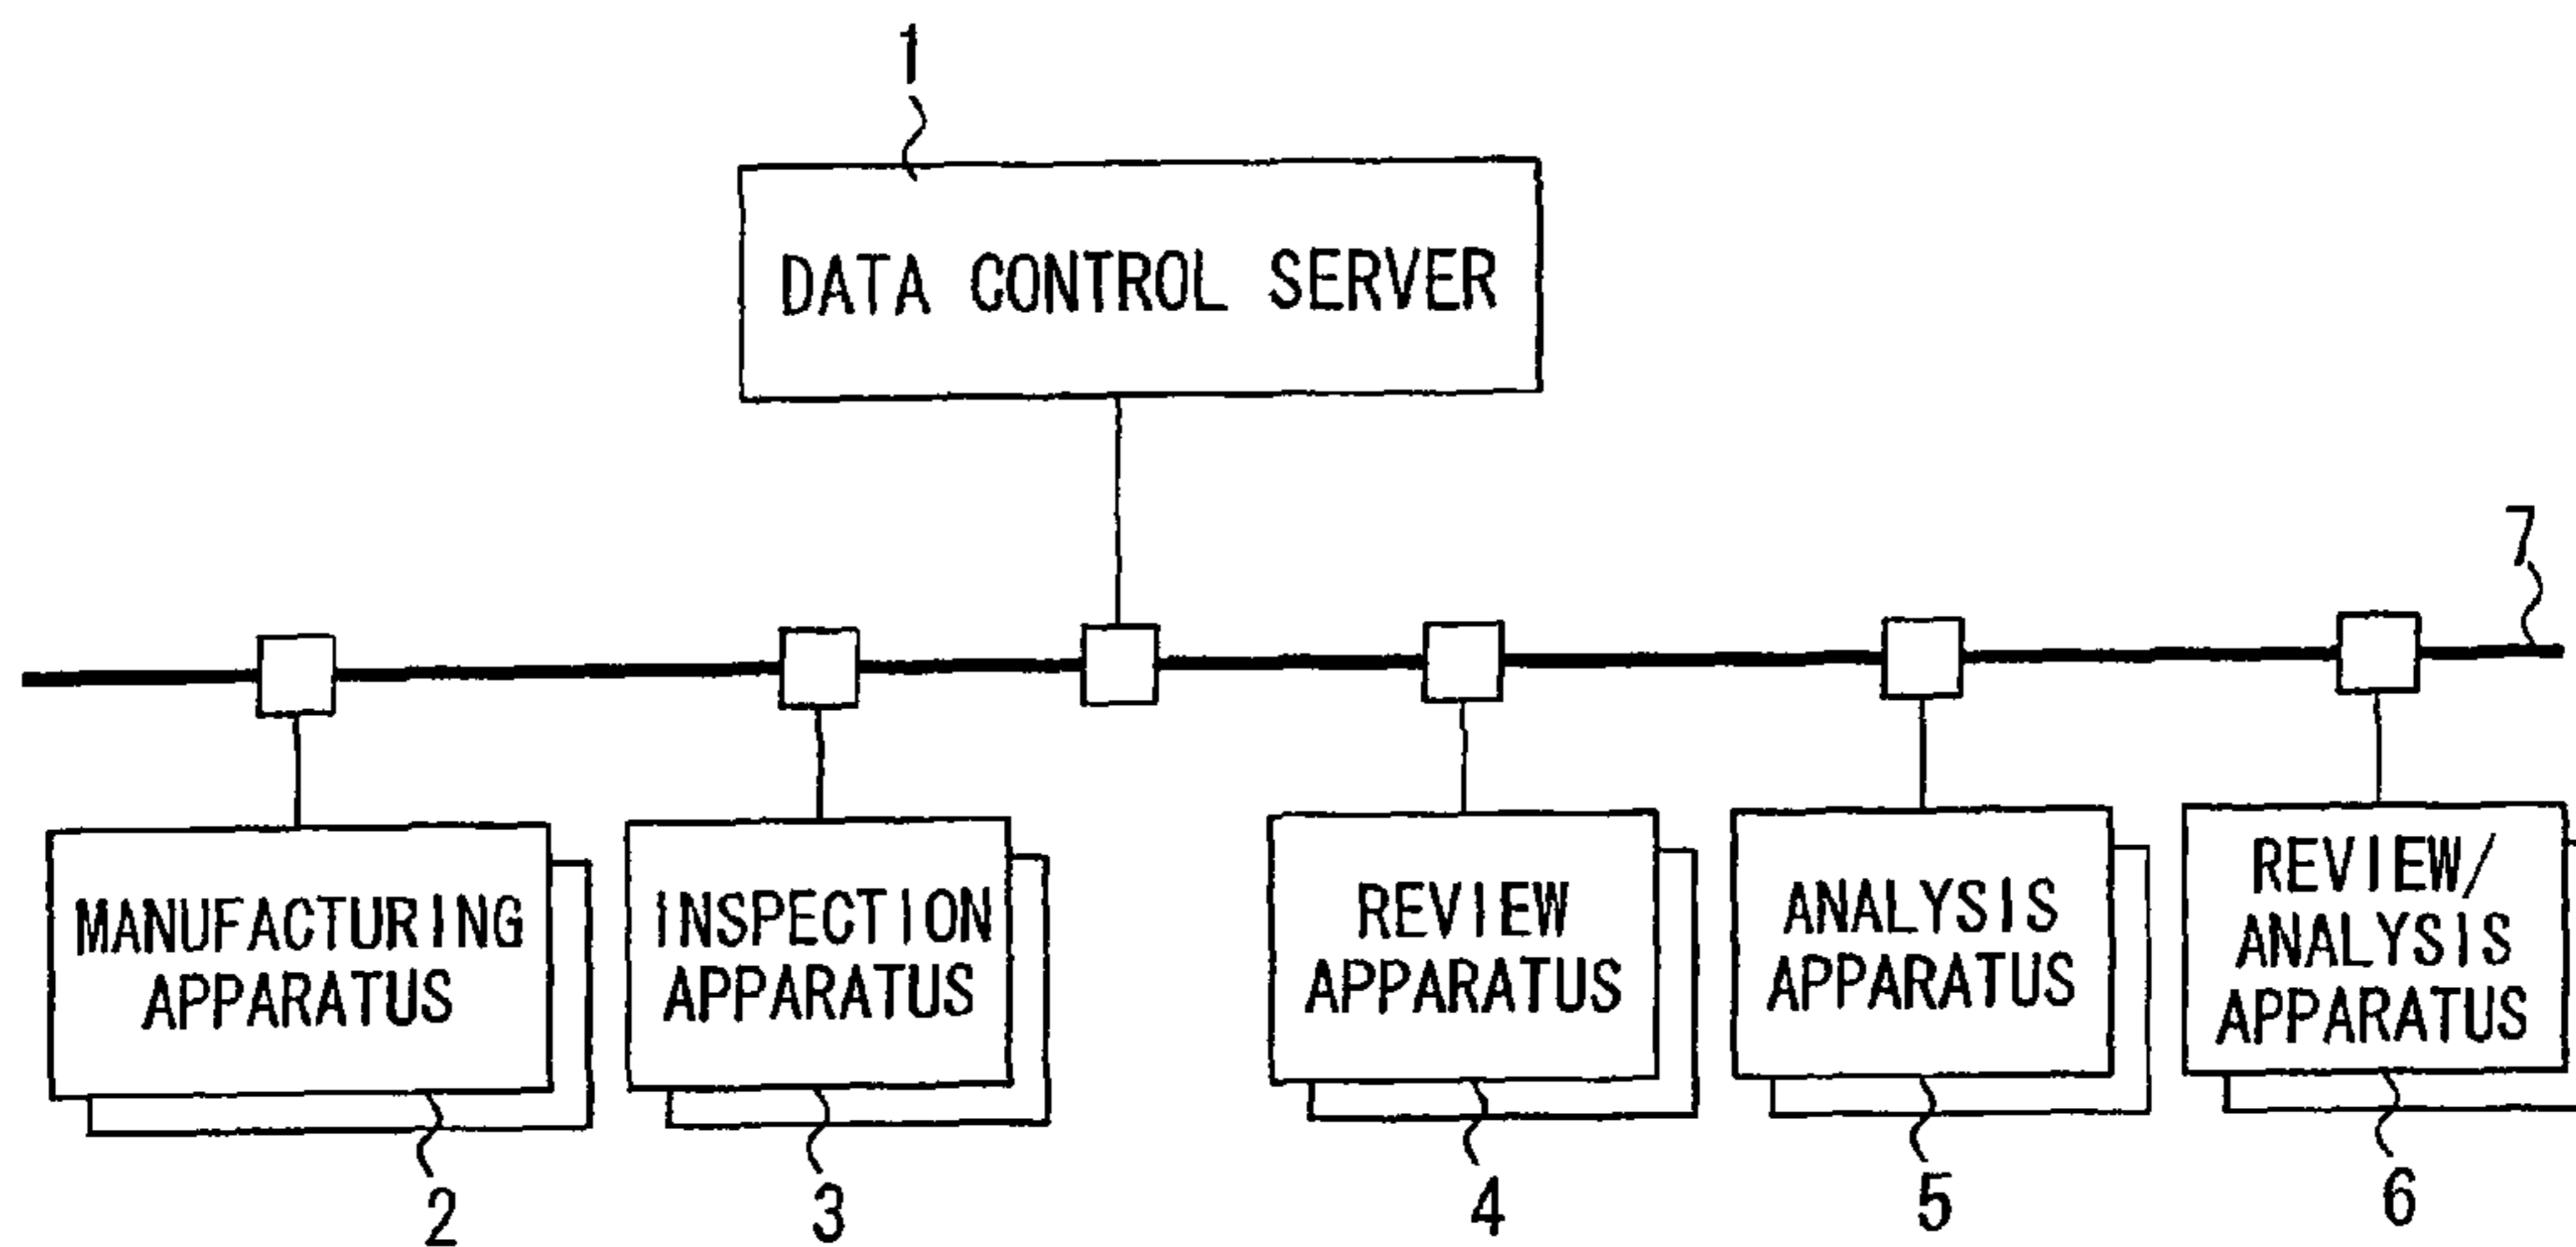 1
DATA CONTROL SERVER
7
MANUFACTURING
APPARATUS
INSPECTION
APPARATUS
REVIEW
APPARATUS
ANALYSIS
APPARATUS
REVIEW/
ANALYSIS
APPARATUS
2
3
4
5
6